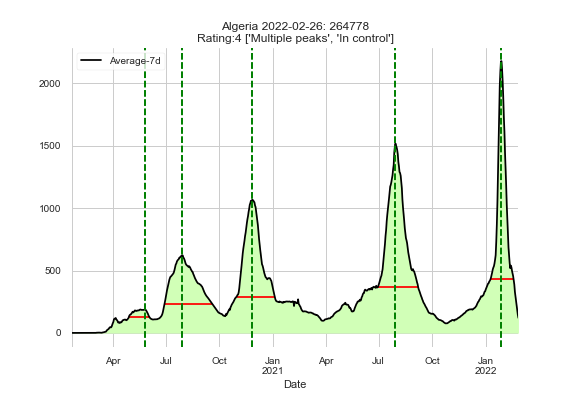 Algeria 2022-02-26: 264778
Rating:4 ['Multiple peaks', 'In control']
Average-7d
2000
1500
1000
500
0
Apr Jul Oct Jan Apr Jul Oct Jan
2021 2022
Date